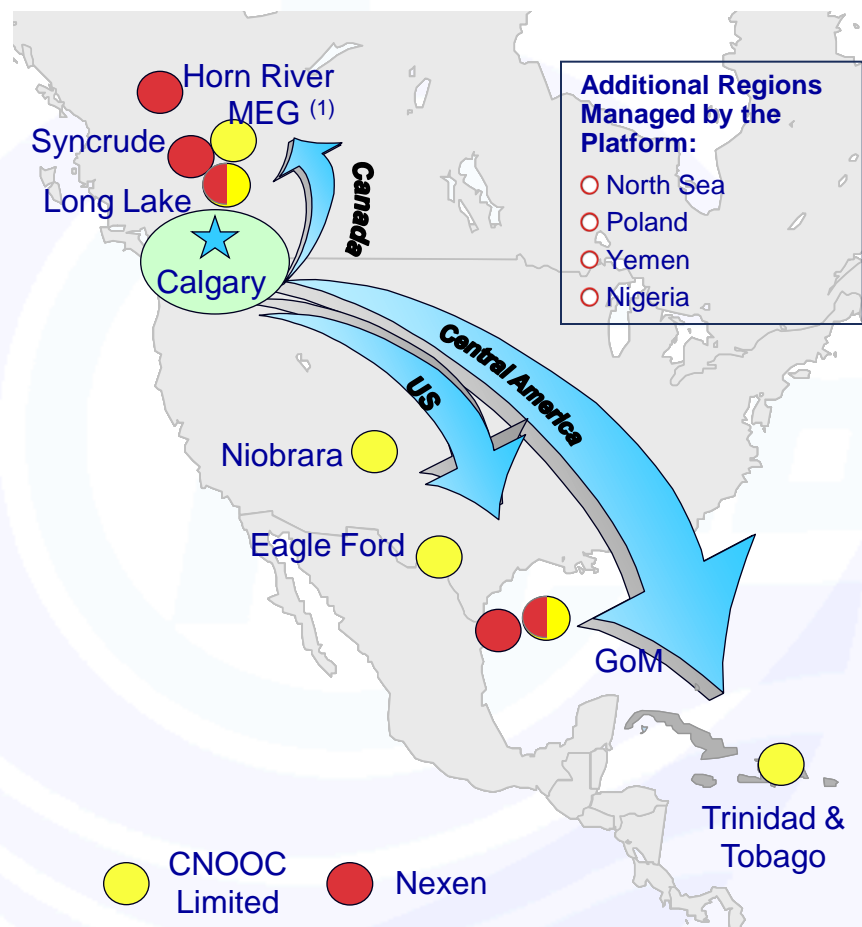 Horn River
MEG (1)
Syncrude
Long Lake
Calgary
Canada
Additional Regions
Managed by the
Platform:
North Sea
Poland
Yemen
Nigeria
Central America
US
Niobrara
Eagle Ford
GoM
Trinidad &
Tobago
CNOOC
Limited
Nexen